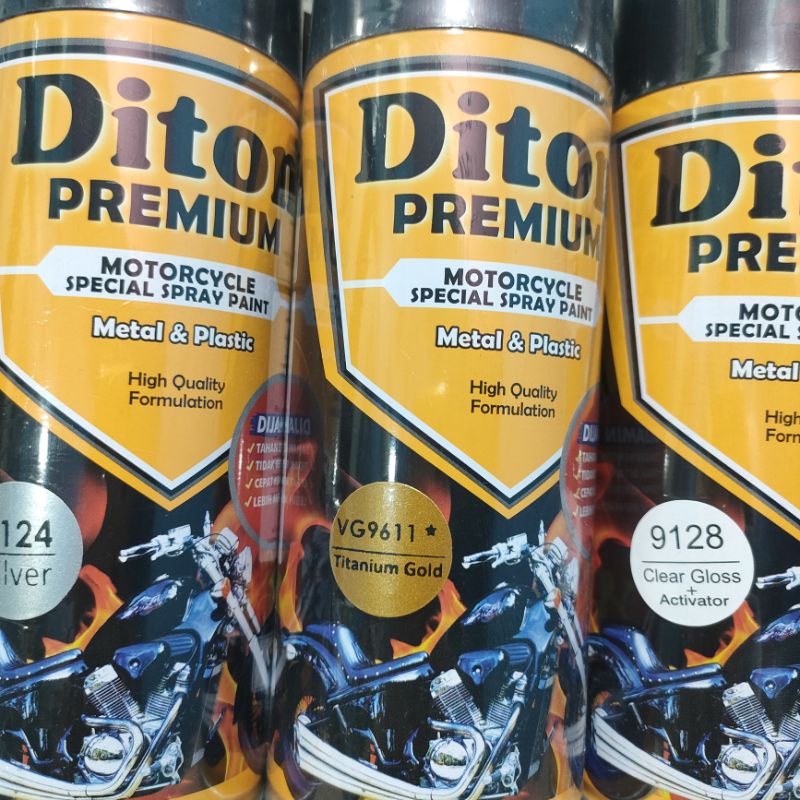 Diton
PREMIUM
MOTORCYCLE
SPECIAL SPRAY PAINT
Metal & Plastic
High Quality
Formulation
124
lver
Dito
PREMIUM
MOTORCYCLE
SPECIAL SPRAY PAINT
Metal & Plastic
High Quality
Formulation
VG9611 *
Titanium Gold
Di
PRE
MOTO
SPECIAL
Metal
High
Form
9128
Clear Gloss
+
Activator